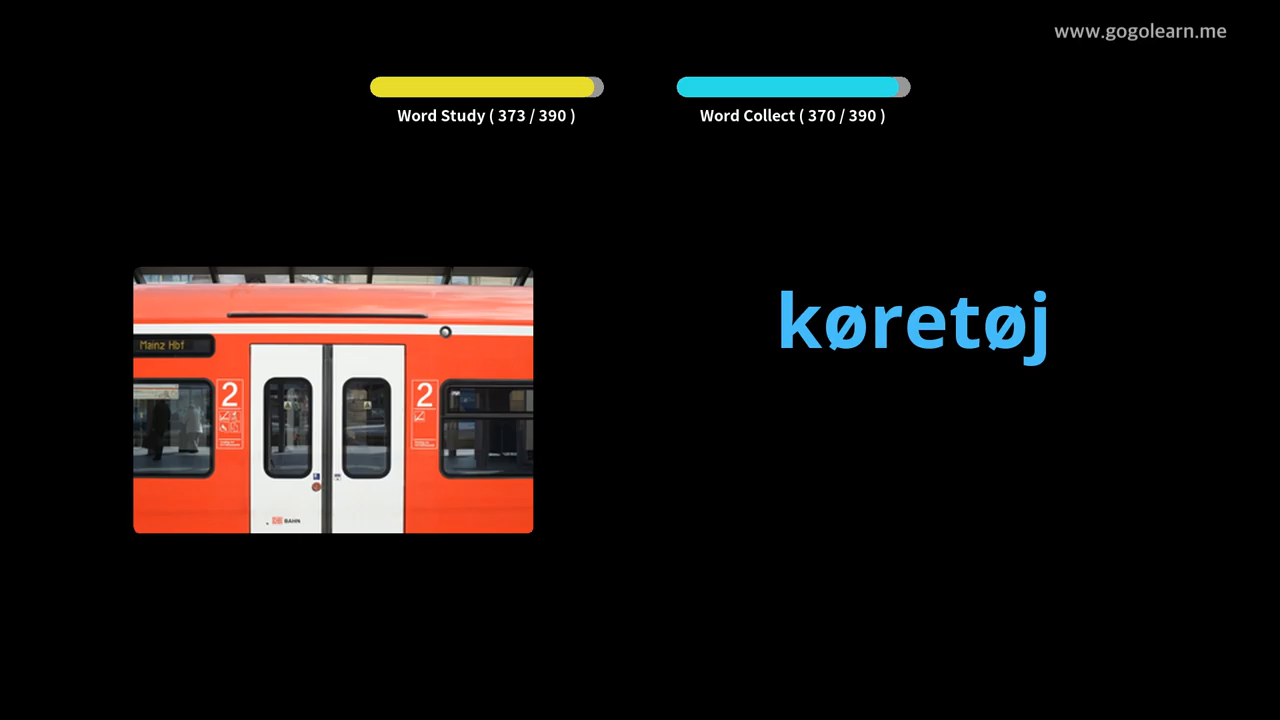 www.gogolearn.me
Word Study ( 373 / 390 )
Word Collect ( 370 / 390 )
køretøj
Mainz Hbf
2
2
DB BAHN